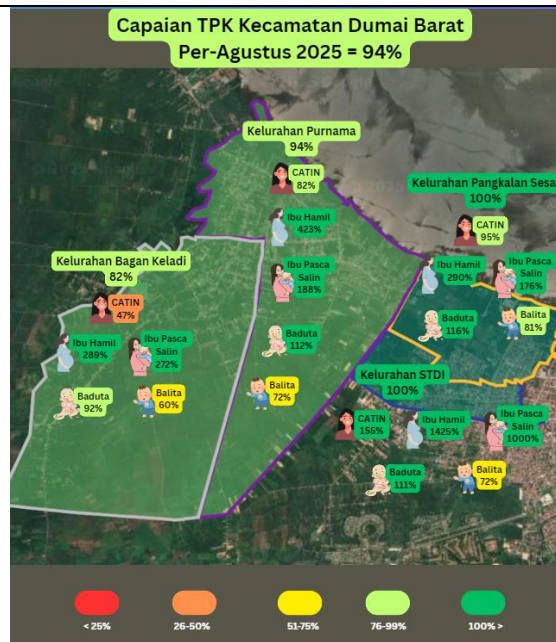 Capaian TPK Kecamatan Dumai Barat
Per-Agustus 2025 = 94%
Kelurahan Purnama
94%
CATIN
82%
Ibu Hamil
423%
Ibu Pasca
Salin
188%
Baduta
112%
Balita
72%
Kelurahan Pangkalan Sesa
100%
CATIN
95%
Ibu Hamil
290%
Ibu Pasca
Salin
176%
Baduta
116%
Balita
81%
Kelurahan Bagan Keladi
82%
CATIN
47%
Ibu Hamil
289%
Ibu Pasca
Salin
272%
Baduta
92%
Balita
60%
Kelurahan STDI
100%
CATIN
155%
Ibu Hamil
1425%
Ibu Pasca
Salin
1000%
Baduta
111%
Balita
72%
< 25%
26-50%
51-75%
76-99%
100% >